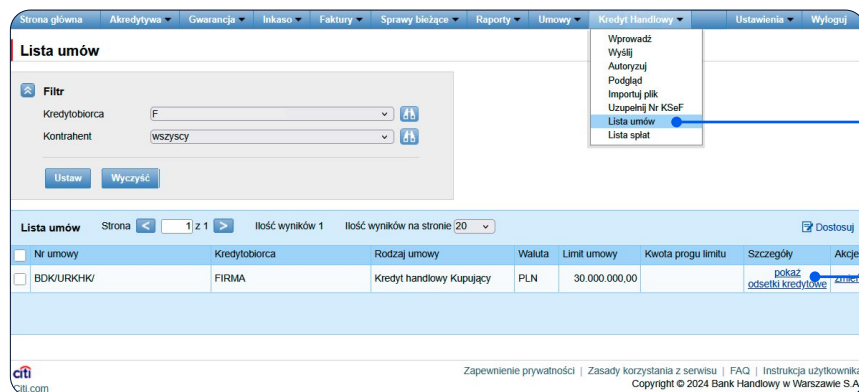 Strona główna Akredytywa Gwarancja Inkaso Faktury Sprawy bieżące Raporty Umowy Kredyt Handlowy Ustawienia Wyloguj
Wprowadź
Wyślij
Autoryzuj
Podgląd
Importuj plik
Uzupełnij Nr KSeF
Lista umów
Lista spłat
Lista umów
Filtr
Kredytobiorca F
Kontrahent wszyscy
Ustaw Wyczyść
Lista umów Strona < 1 z 1 > Ilość wyników 1 Ilość wyników na stronie 20 Dostosuj
Nr umowy Kredytobiorca Rodzaj umowy Waluta Limit umowy Kwota progu limitu Szczegóły Akcje
BDK/URKHK/ FIRMA Kredyt handlowy Kupujący PLN 30.000.000,00 pokaż zmień
odsetki kredytowe
citi
Citi.com
Zapewnienie prywatności | Zasady korzystania z serwisu | FAQ | Instrukcja użytkownika
Copyright © 2024 Bank Handlowy w Warszawie S.A